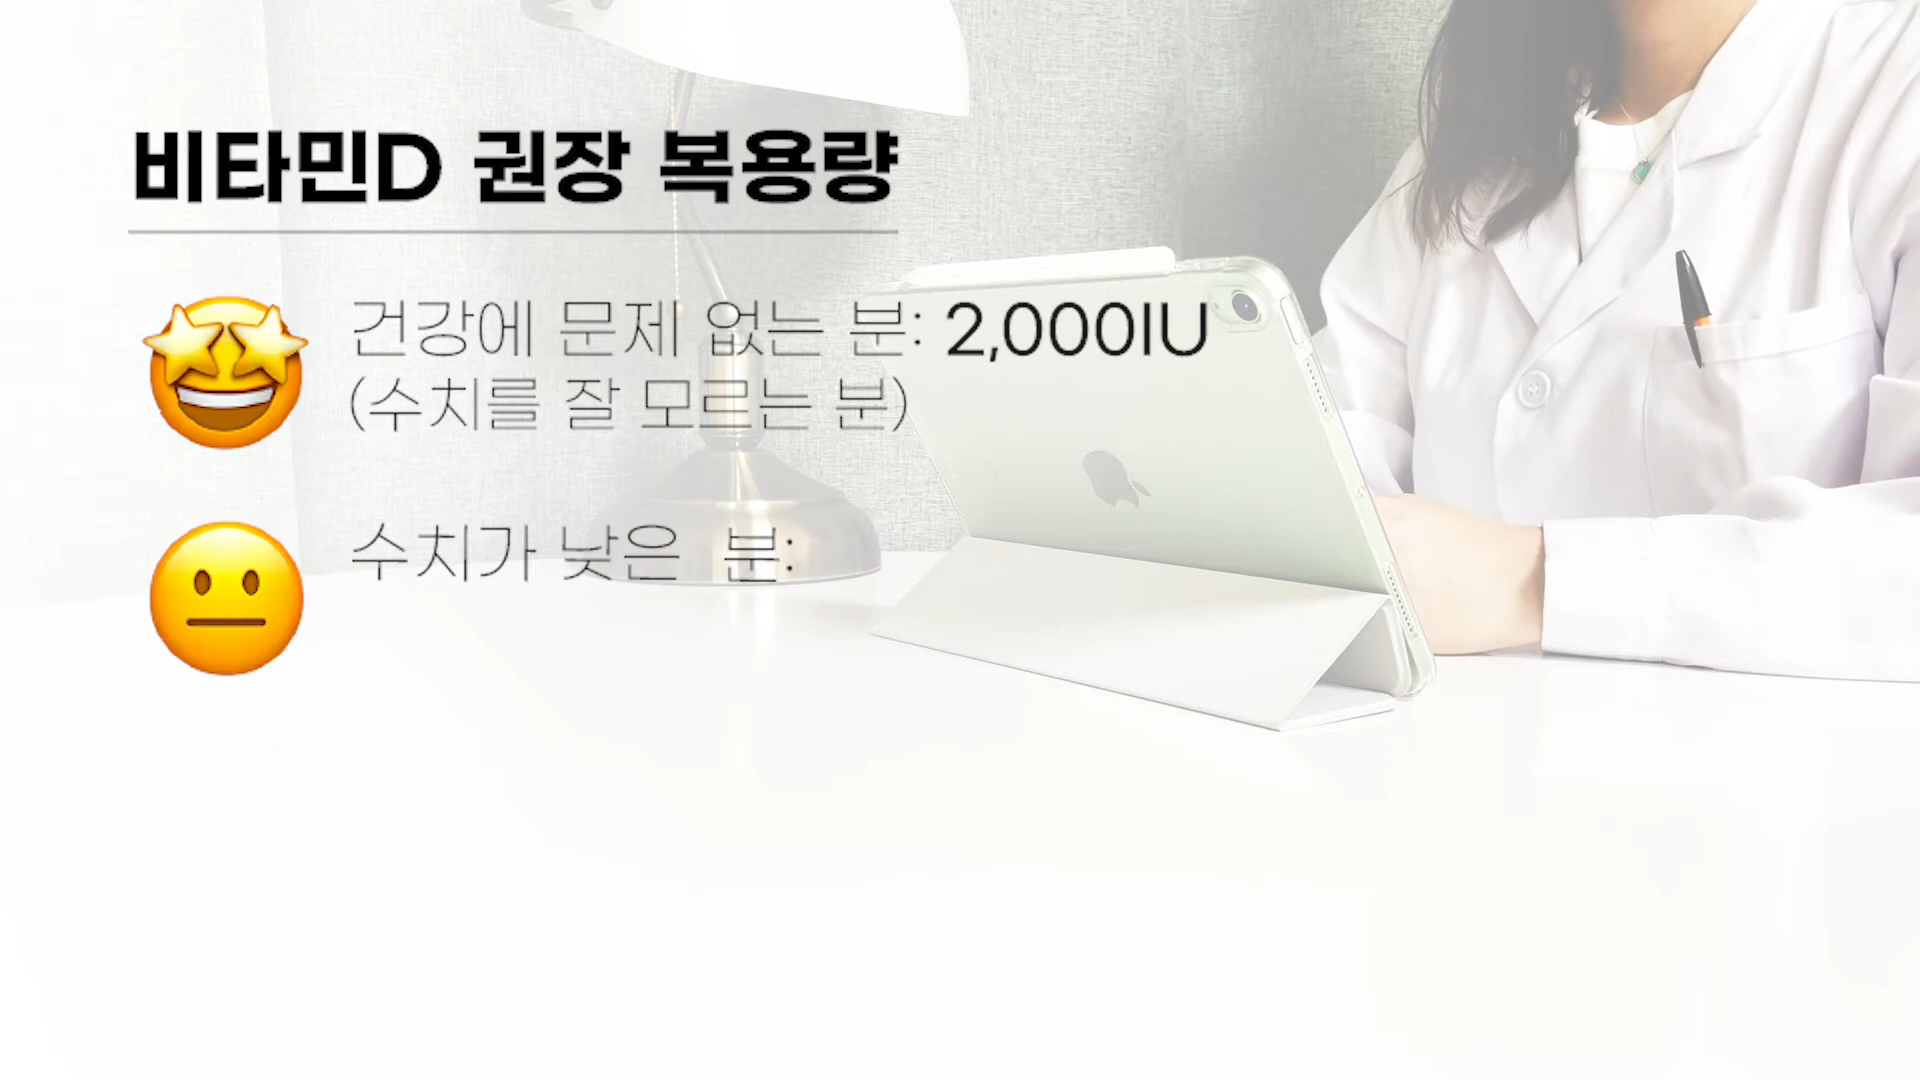 비타민D 권장 복용량
건강에 문제 없는 분: 2,000IU
(수치를 잘 모르는 분)
수치가 낮은 분: